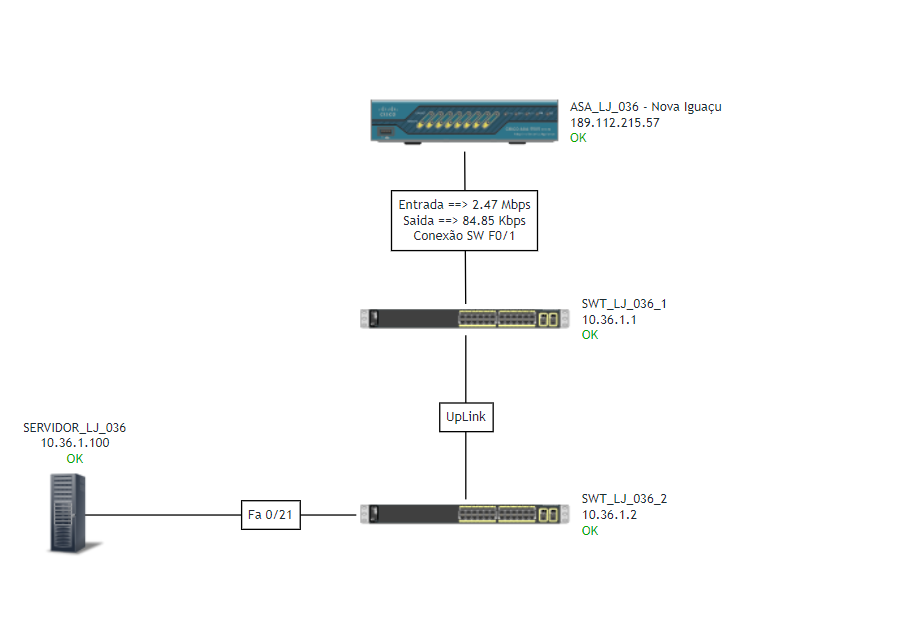 ASA_LJ_036 - Nova Iguaçu
189.112.215.57
OK
Entrada ==> 2.47 Mbps
Saida ==> 84.85 Kbps
Conexão SW F0/1
SWT_LJ_036_1
10.36.1.1
OK
UpLink
SERVIDOR_LJ_036
10.36.1.100
OK
Fa 0/21
SWT_LJ_036_2
10.36.1.2
OK